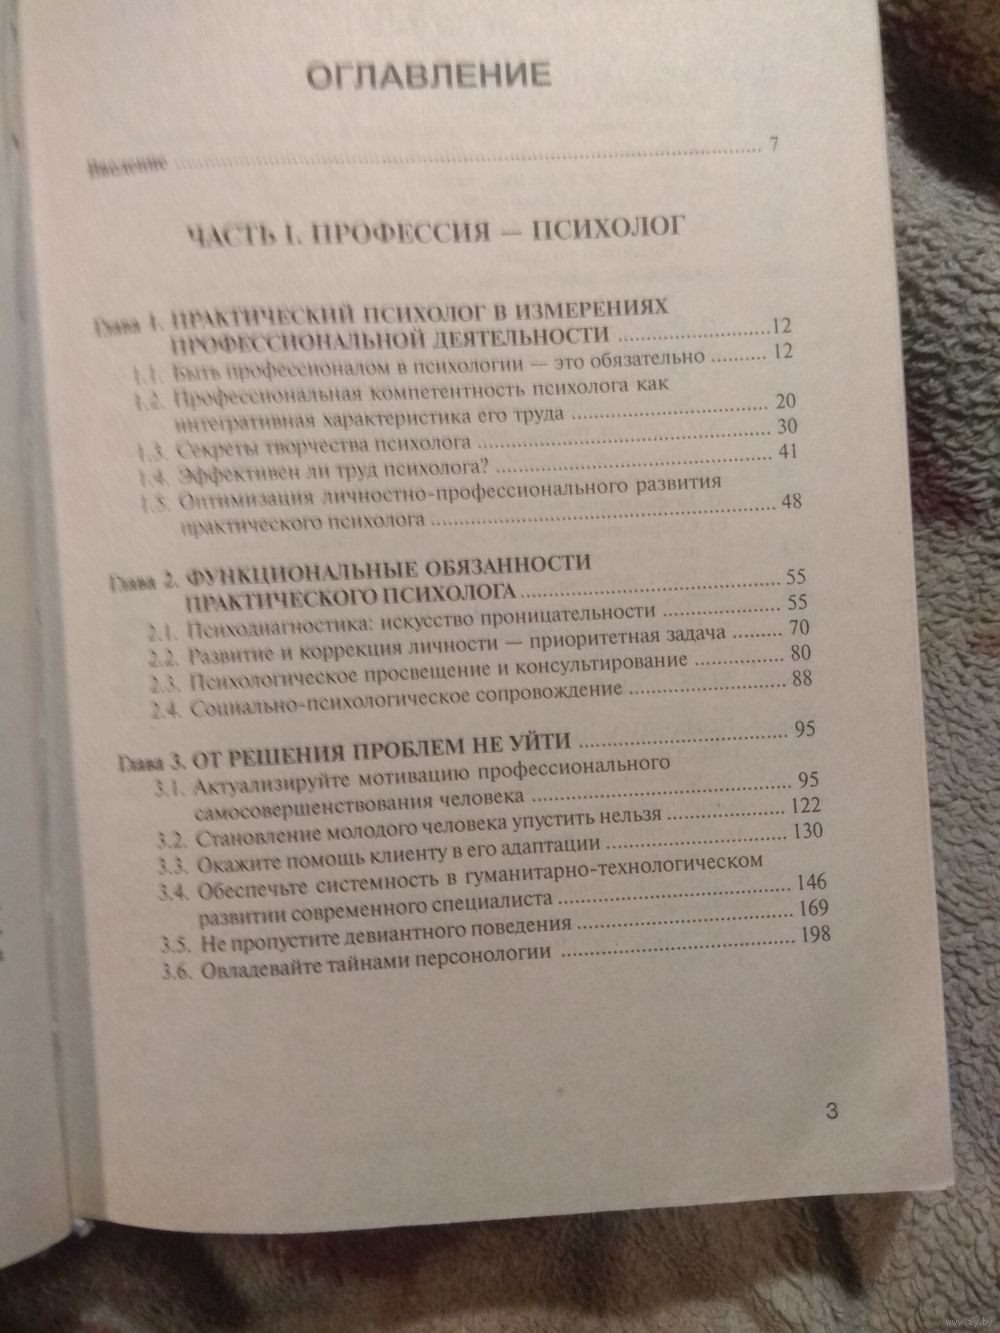 ОГЛАВЛЕНИЕ
Введение ........................ 7
ЧАСТЬ I. ПРОФЕССИЯ — ПСИХОЛОГ
Глава 1. ПРАКТИЧЕСКИЙ ПСИХОЛОГ В ИЗМЕРЕНИЯХ
ПРОФЕССИОНАЛЬНОЙ ДЕЯТЕЛЬНОСТИ ........................ 12
1.1. Быть профессионалом в психологии — это обязательно .......... 12
1.2. Профессиональная компетентность психолога как
интегративная характеристика его труда ........................ 20
1.3. Секреты творчества психолога ........................ 30
1.4. Эффективен ли труд психолога? ........................ 41
1.5. Оптимизация личностно-профессионального развития
практического психолога ........................ 48
Глава 2. ФУНКЦИОНАЛЬНЫЕ ОБЯЗАННОСТИ
ПРАКТИЧЕСКОГО ПСИХОЛОГА ........................ 55
2.1. Психодиагностика: искусство проницательности ........................ 55
2.2. Развитие и коррекция личности — приоритетная задача ......... 70
2.3. Психологическое просвещение и консультирование ................ 80
2.4. Социально-психологическое сопровождение ........................ 88
Глава 3. ОТ РЕШЕНИЯ ПРОБЛЕМ НЕ УЙТИ ........................ 95
3.1. Актуализируйте мотивацию профессионального
самосовершенствования человека ........................ 95
3.2. Становление молодого человека упустить нельзя ........................ 122
3.3. Окажите помощь клиенту в его адаптации ........................ 130
3.4. Обеспечьте системность в гуманитарно-технологическом
развитии современного специалиста ........................ 146
3.5. Не пропустите девиантного поведения ........................ 169
3.6. Овладевайте тайнами персонологии ........................ 198
3
www.ay.by